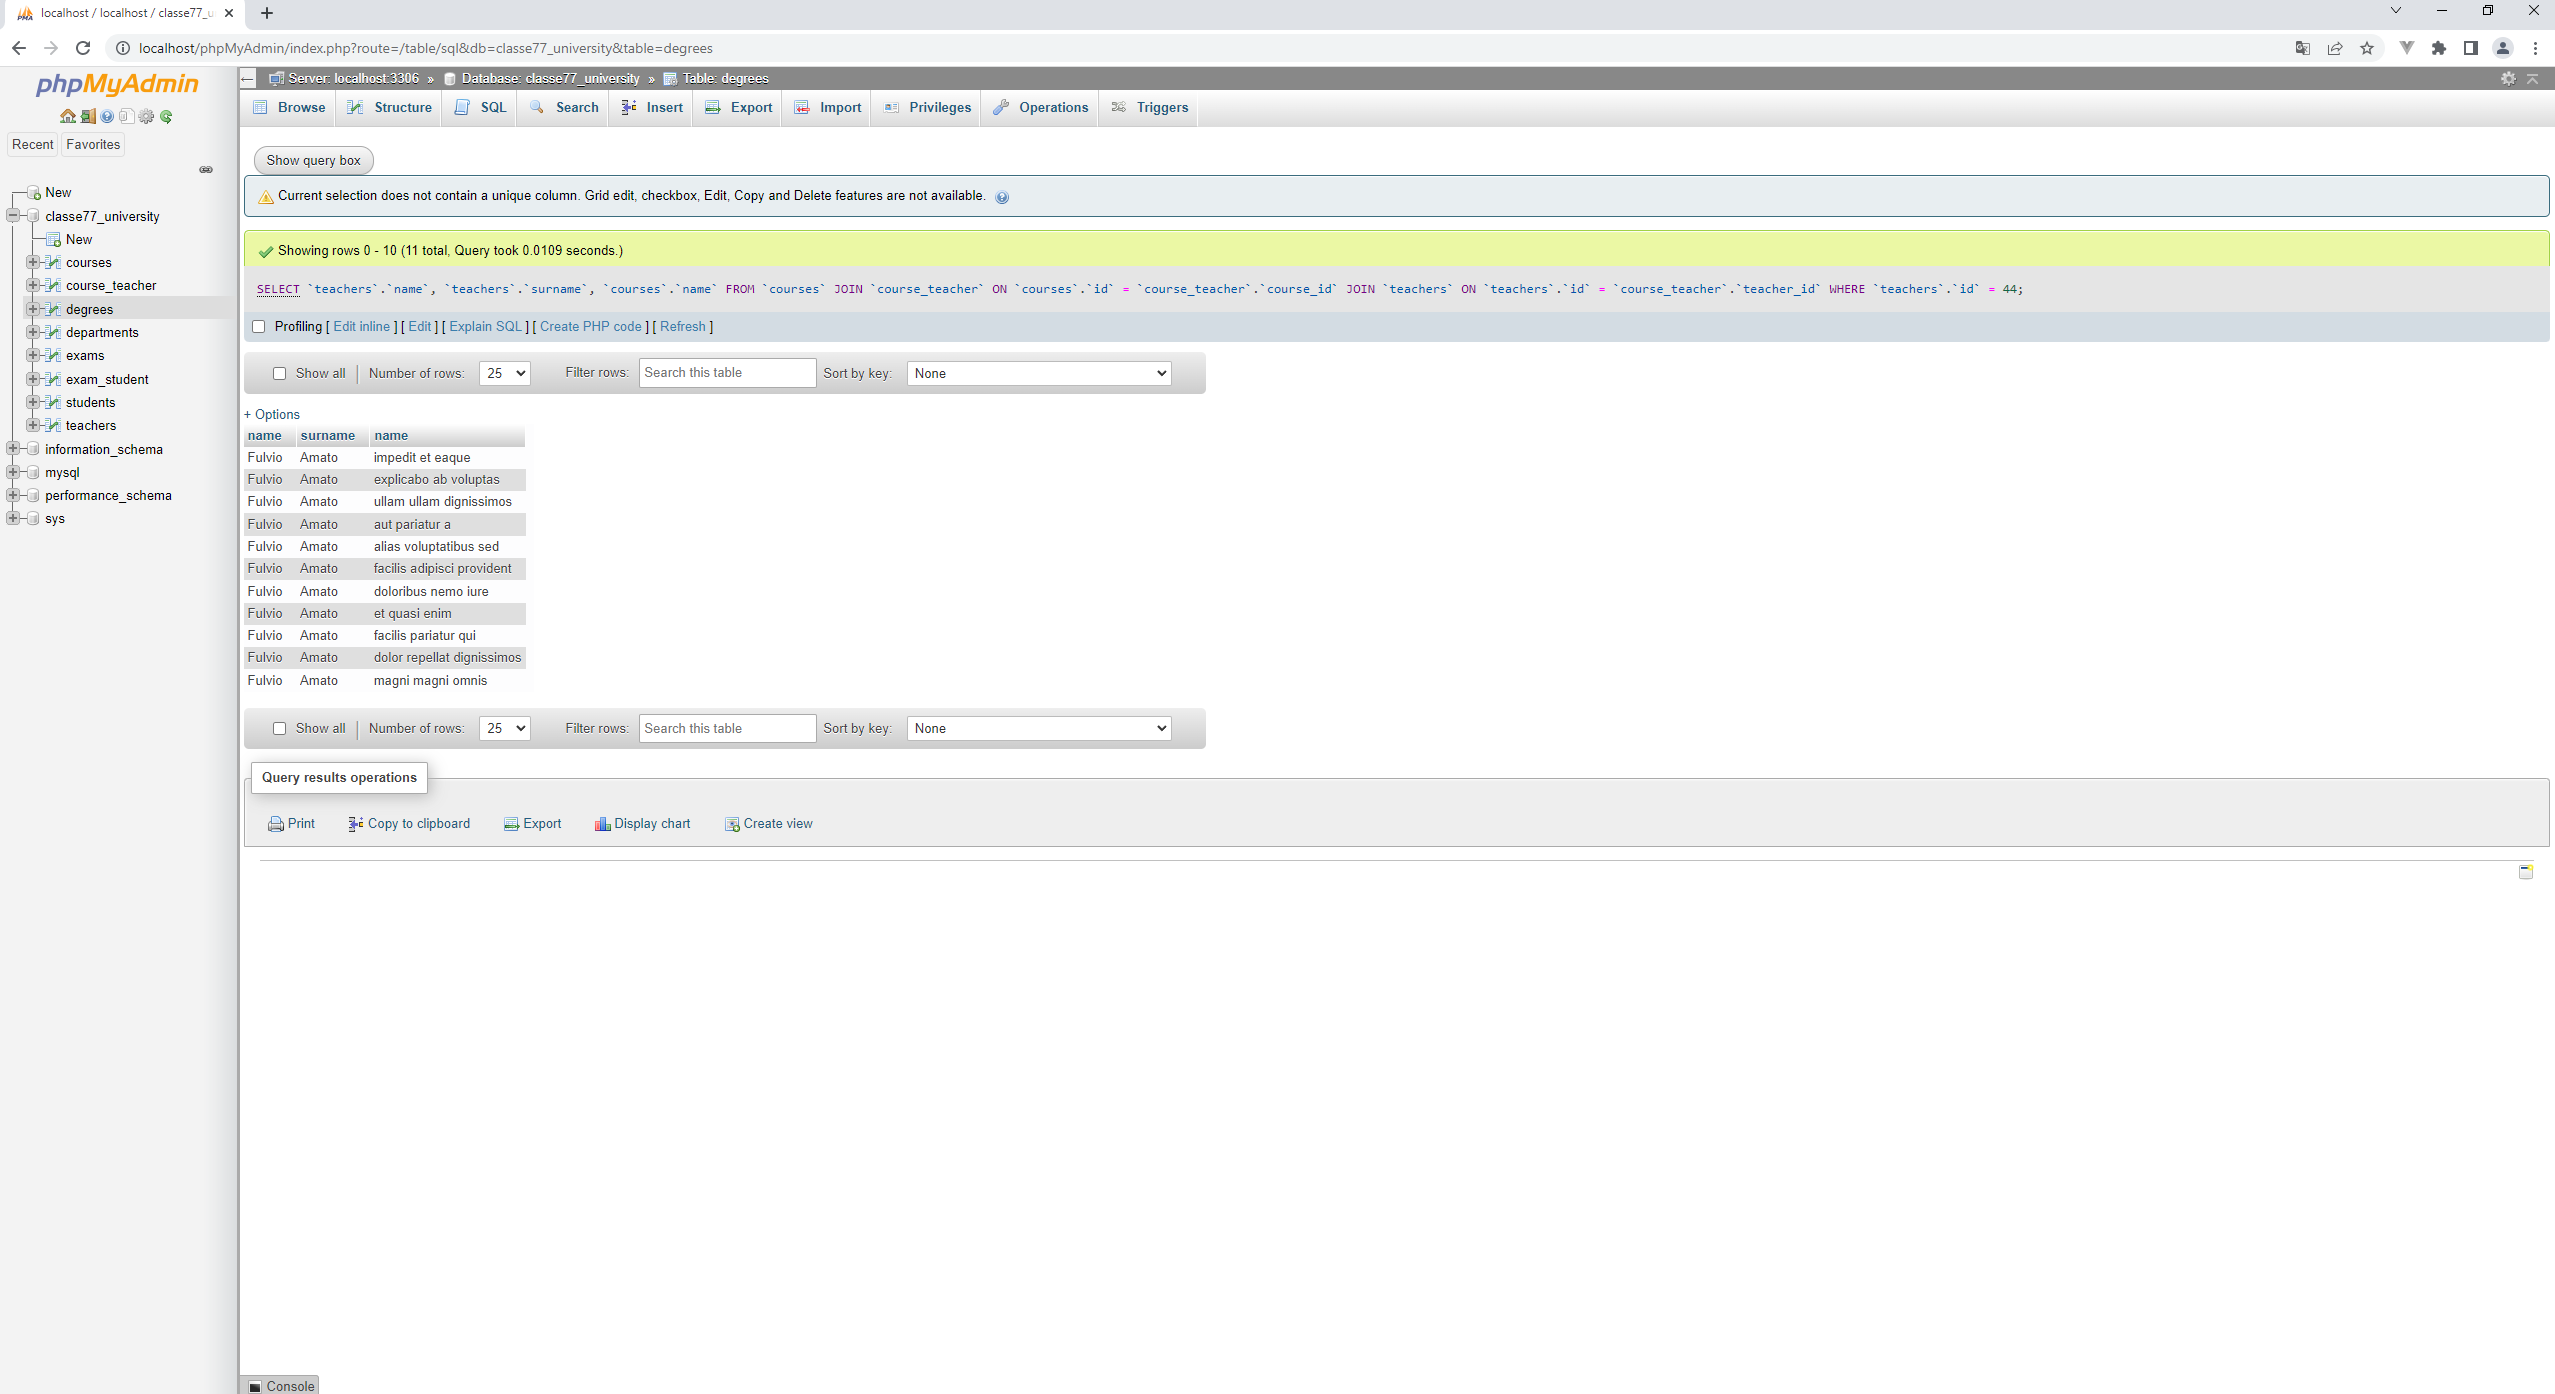 localhost / localhost / classe77_u
localhost/phpMyAdmin/index.php?route=/table/sql&db=classe77_university&table=degrees
phpMyAdmin
Recent Favorites
New
classe77_university
New
courses
course_teacher
degrees
departments
exams
exam_student
students
teachers
information_schema
mysql
performance_schema
sys
Server: localhost:3306 » Database: classe77_university » Table: degrees
Browse Structure SQL Search Insert Export Import Privileges Operations Triggers
Show query box
Current selection does not contain a unique column. Grid edit, checkbox, Edit, Copy and Delete features are not available.
Showing rows 0 - 10 (11 total, Query took 0.0109 seconds.)
SELECT `teachers`.`name`, `teachers`.`surname`, `courses`.`name` FROM `courses` JOIN `course_teacher` ON `courses`.`id` = `course_teacher`.`course_id` JOIN `teachers` ON `teachers`.`id` = `course_teacher`.`teacher_id` WHERE `teachers`.`id` = 44;
Profiling [ Edit inline ] [ Edit ] [ Explain SQL ] [ Create PHP code ] [ Refresh ]
Show all | Number of rows: 25 Filter rows: Search this table Sort by key: None
+ Options
name surname name
Fulvio Amato impedit et eaque
Fulvio Amato explicabo ab voluptas
Fulvio Amato ullam ullam dignissimos
Fulvio Amato aut pariatur a
Fulvio Amato alias voluptatibus sed
Fulvio Amato facilis adipisci provident
Fulvio Amato doloribus nemo iure
Fulvio Amato et quasi enim
Fulvio Amato facilis pariatur qui
Fulvio Amato dolor repellat dignissimos
Fulvio Amato magni magni omnis
Show all | Number of rows: 25 Filter rows: Search this table Sort by key: None
Query results operations
Print Copy to clipboard Export Display chart Create view
Console